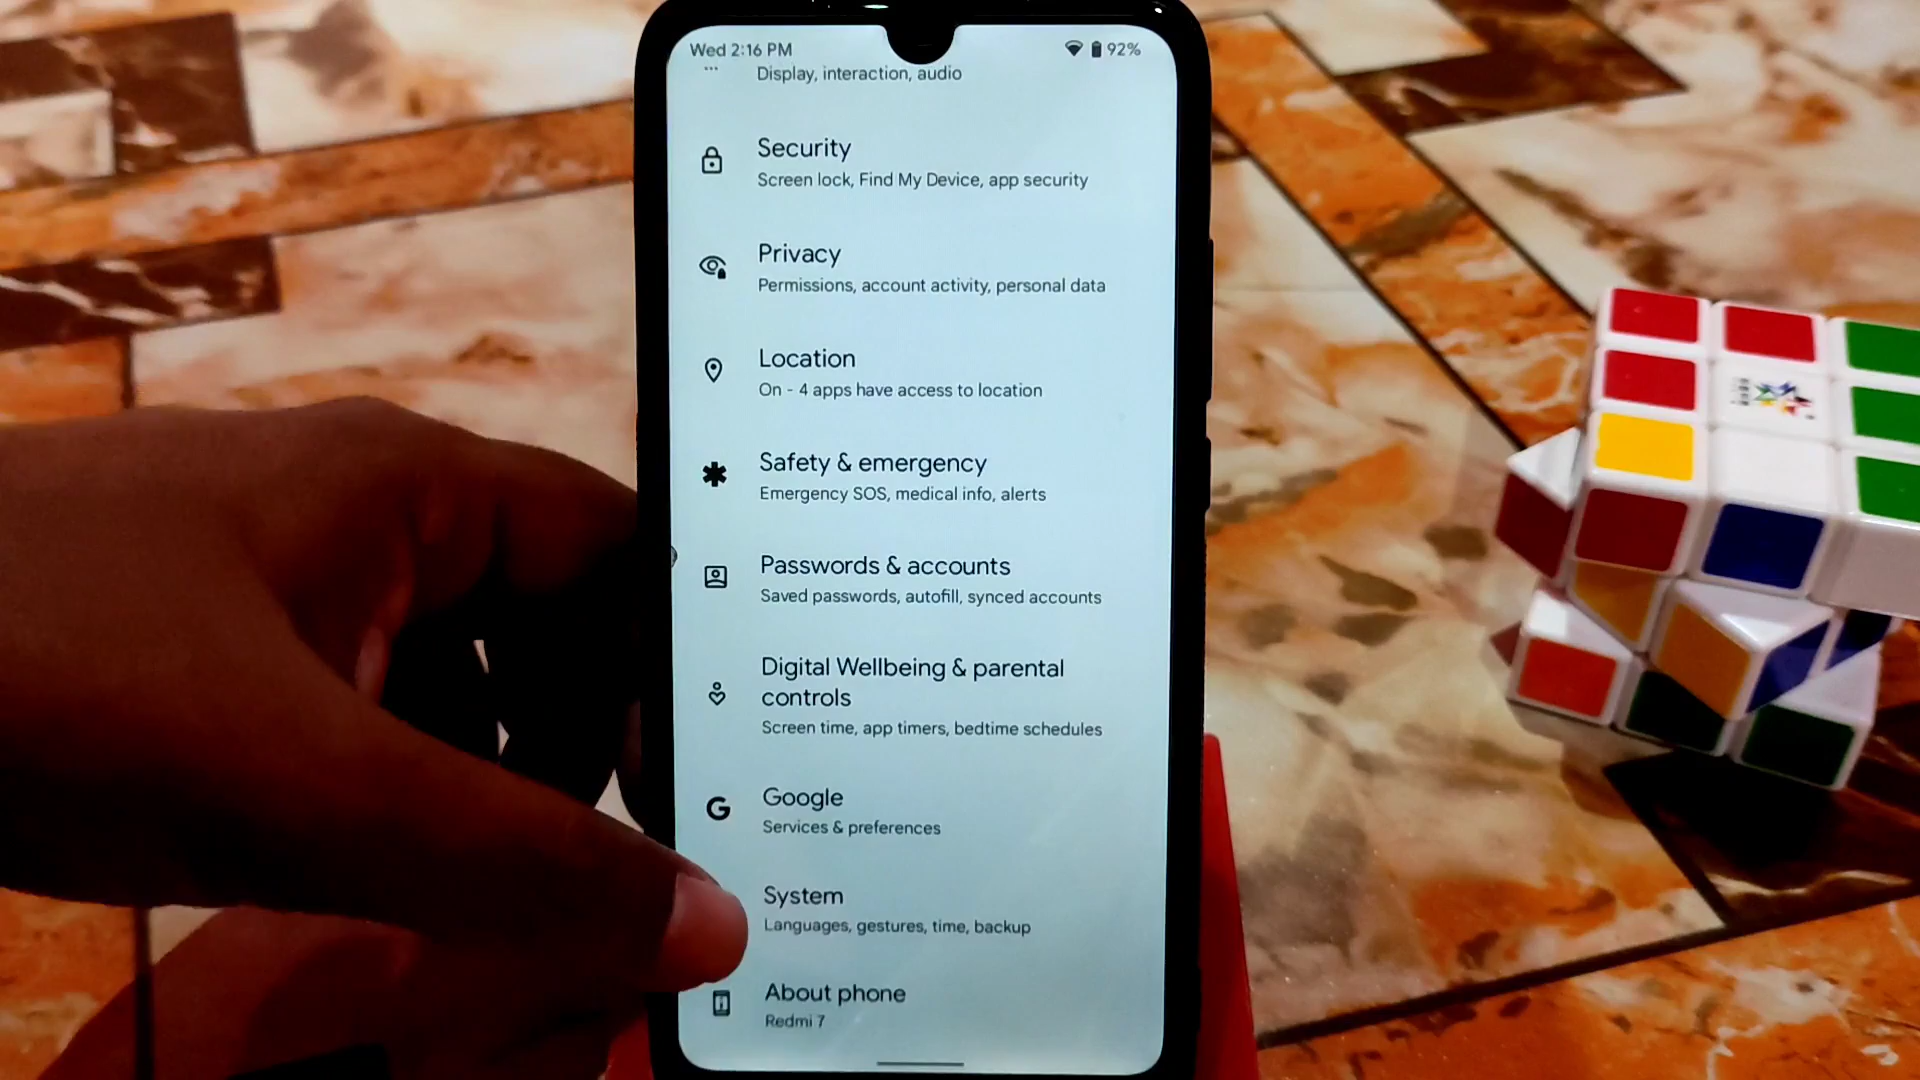 Wed 2:16 PM
92%
Display, interaction, audio
Security
Screen lock, Find My Device, app security
Privacy
Permissions, account activity, personal data
Location
On - 4 apps have access to location
Safety & emergency
Emergency SOS, medical info, alerts
Passwords & accounts
Saved passwords, autofill, synced accounts
Digital Wellbeing & parental
controls
Screen time, app timers, bedtime schedules
Google
Services & preferences
System
Languages, gestures, time, backup
About phone
Redmi 7